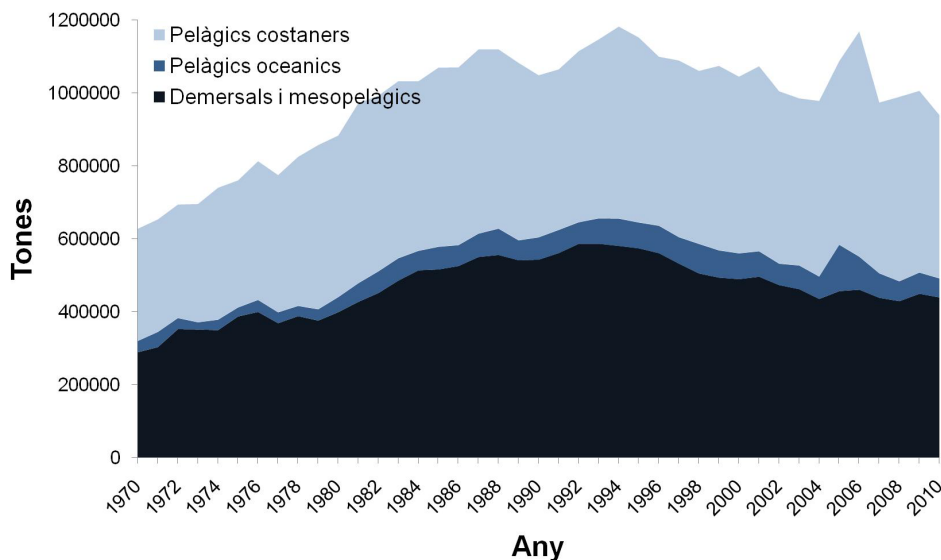 1200000
1000000
800000
600000
400000
200000
0
Tones
Pelàgics costaners
Pelàgics oceanics
Demersals i mesopelàgics
1970 1972 1974 1976 1978 1980 1982 1984 1986 1988 1990 1992 1994 1996 1998 2000 2002 2004 2006 2008 2010
Any